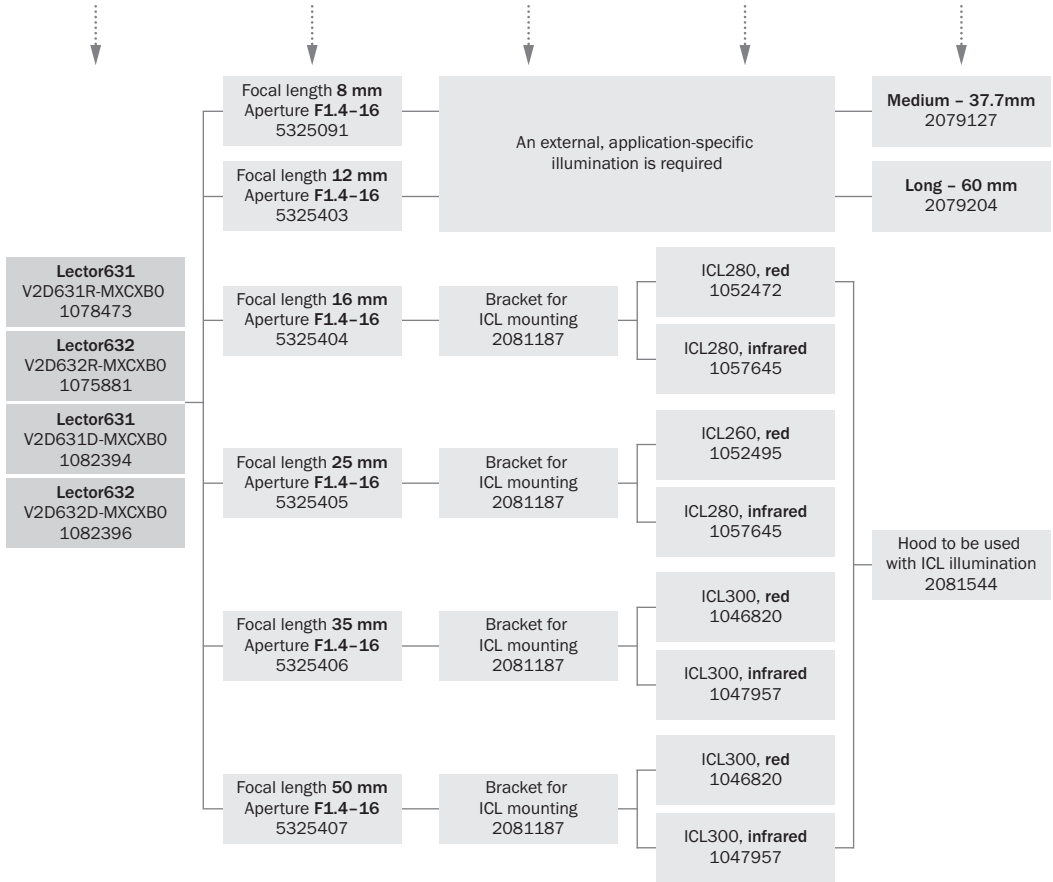 Focal length 8 mm
Aperture F1.4–16
5325091
An external, application-specific
illumination is required
Medium – 37.7mm
2079127
Focal length 12 mm
Aperture F1.4–16
5325403
Long – 60 mm
2079204
Lector631
V2D631R-MXCXB0
1078473
Lector632
V2D632R-MXCXB0
1075881
Lector631
V2D631D-MXCXB0
1082394
Lector632
V2D632D-MXCXB0
1082396
Focal length 16 mm
Aperture F1.4–16
5325404
Bracket for
ICL mounting
2081187
ICL280, red
1052472
ICL280, infrared
1057645
Focal length 25 mm
Aperture F1.4–16
5325405
Bracket for
ICL mounting
2081187
ICL260, red
1052495
ICL280, infrared
1057645
Focal length 35 mm
Aperture F1.4–16
5325406
Bracket for
ICL mounting
2081187
ICL300, red
1046820
ICL300, infrared
1047957
Focal length 50 mm
Aperture F1.4–16
5325407
Bracket for
ICL mounting
2081187
ICL300, red
1046820
ICL300, infrared
1047957
Hood to be used
with ICL illumination
2081544